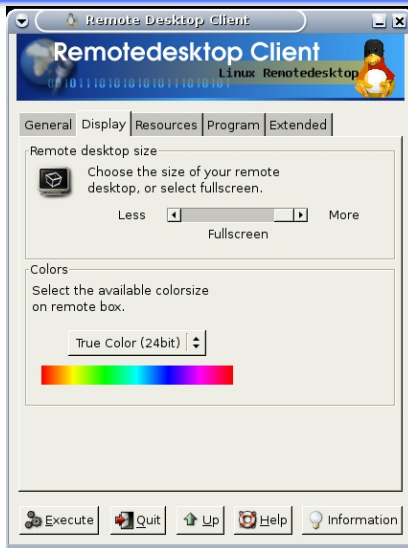 Remote Desktop Client
Remotedesktop Client
Linux Remotedesktop
General Display Resources Program Extended
Remote desktop size
Choose the size of your remote
desktop, or select fullscreen.
Less More
Fullscreen
Colors
Select the available colorsize
on remote box.
True Color (24bit)
Execute Quit Up Help Information